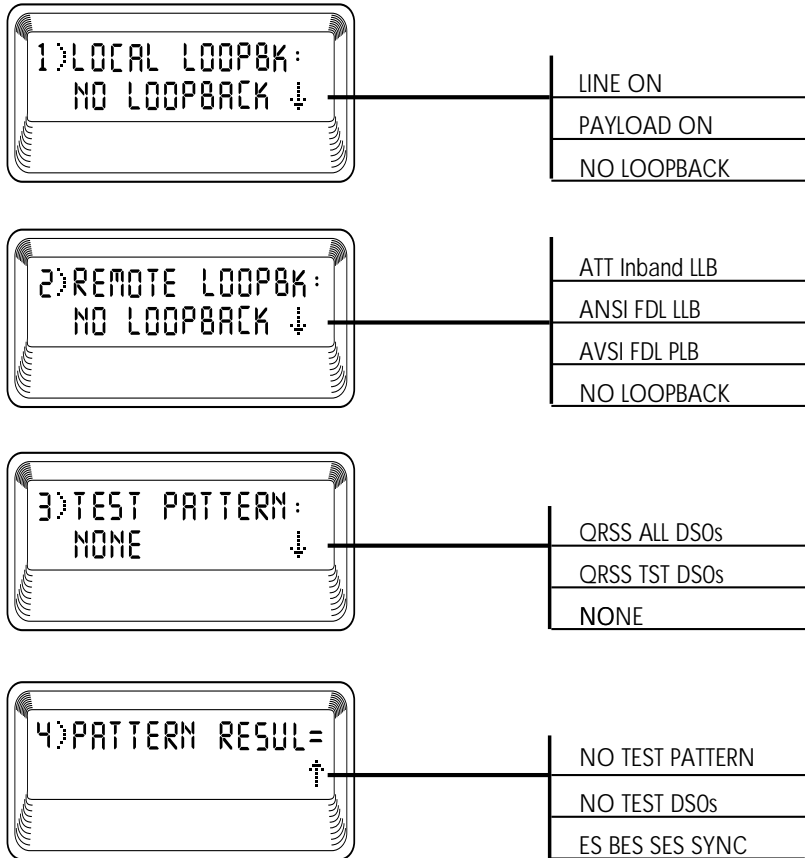 1)LOCAL LOOPBK:
NO LOOPBACK ↓
LINE ON
PAYLOAD ON
NO LOOPBACK
2)REMOTE LOOPBK:
NO LOOPBACK ↓
ATT Inband LLB
ANSI FDL LLB
AVSI FDL PLB
NO LOOPBACK
3)TEST PATTERN:
NONE ↓
QRSS ALL DS0s
QRSS TST DS0s
NONE
4)PATTERN RESUL=
↑
NO TEST PATTERN
NO TEST DS0s
ES BES SES SYNC